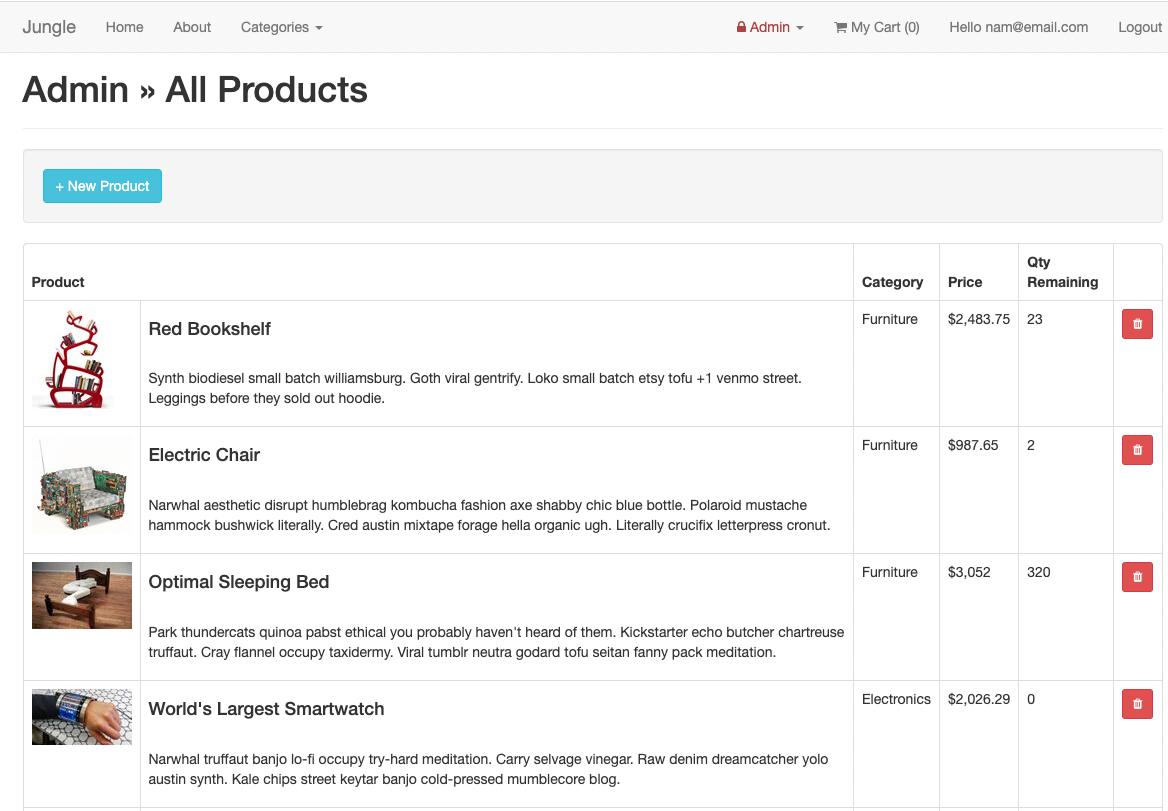 Jungle Home About Categories Admin My Cart (0) Hello nam@email.com Logout
Admin » All Products
+ New Product
Product Category Price Qty Remaining
Red Bookshelf Furniture $2,483.75 23
Synth biodiesel small batch williamsburg. Goth viral gentrify. Loko small batch etsy tofu +1 venmo street.
Leggings before they sold out hoodie.
Electric Chair Furniture $987.65 2
Narwhal aesthetic disrupt humblebrag kombucha fashion axe shabby chic blue bottle. Polaroid mustache
hammock bushwick literally. Cred austin mixtape forage hella organic ugh. Literally crucifix letterpress cronut.
Optimal Sleeping Bed Furniture $3,052 320
Park thundercats quinoa pabst ethical you probably haven't heard of them. Kickstarter echo butcher chartreuse
truffaut. Cray flannel occupy taxidermy. Viral tumblr neutra godard tofu seitan fanny pack meditation.
World's Largest Smartwatch Electronics $2,026.29 0
Narwhal truffaut banjo lo-fi occupy try-hard meditation. Carry selvage vinegar. Raw denim dreamcatcher yolo
austin synth. Kale chips street keytar banjo cold-pressed mumblecore blog.